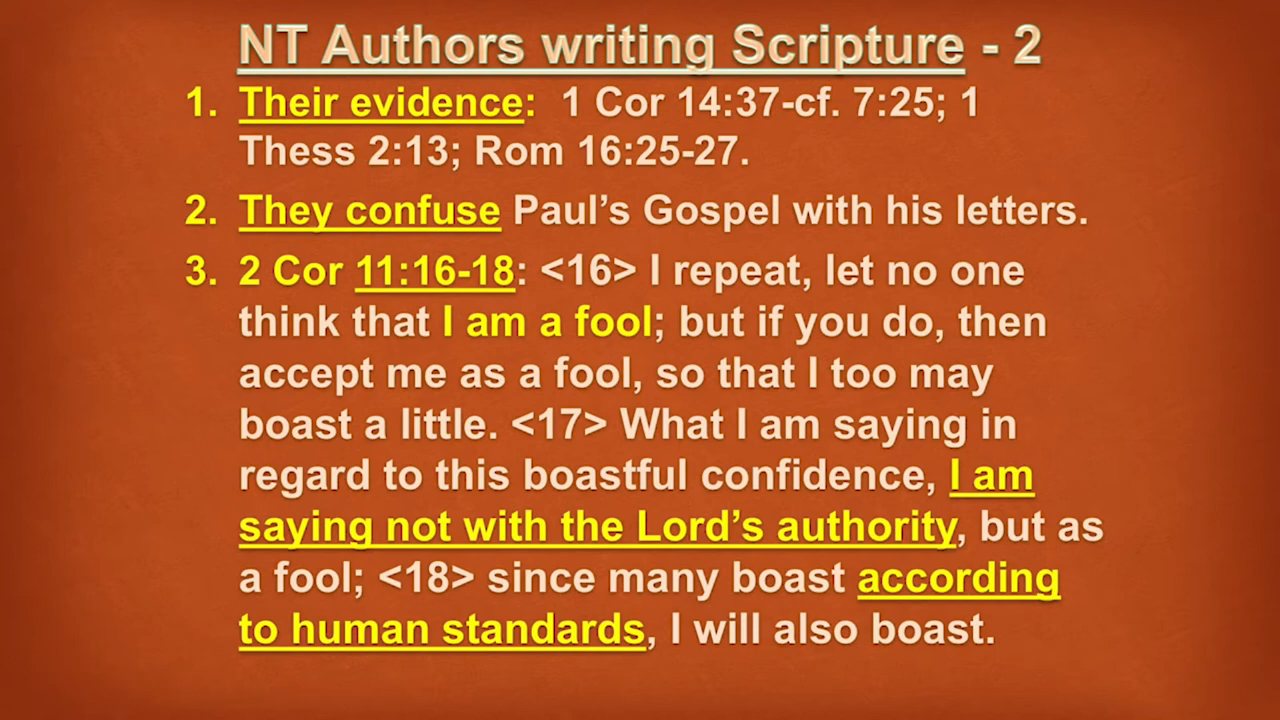 NT Authors writing Scripture - 2
1. Their evidence: 1 Cor 14:37-cf. 7:25; 1
Thess 2:13; Rom 16:25-27.
2. They confuse Paul’s Gospel with his letters.
3. 2 Cor 11:16-18: <16> I repeat, let no one
think that I am a fool; but if you do, then
accept me as a fool, so that I too may
boast a little. <17> What I am saying in
regard to this boastful confidence, I am
saying not with the Lord’s authority, but as
a fool; <18> since many boast according
to human standards, I will also boast.